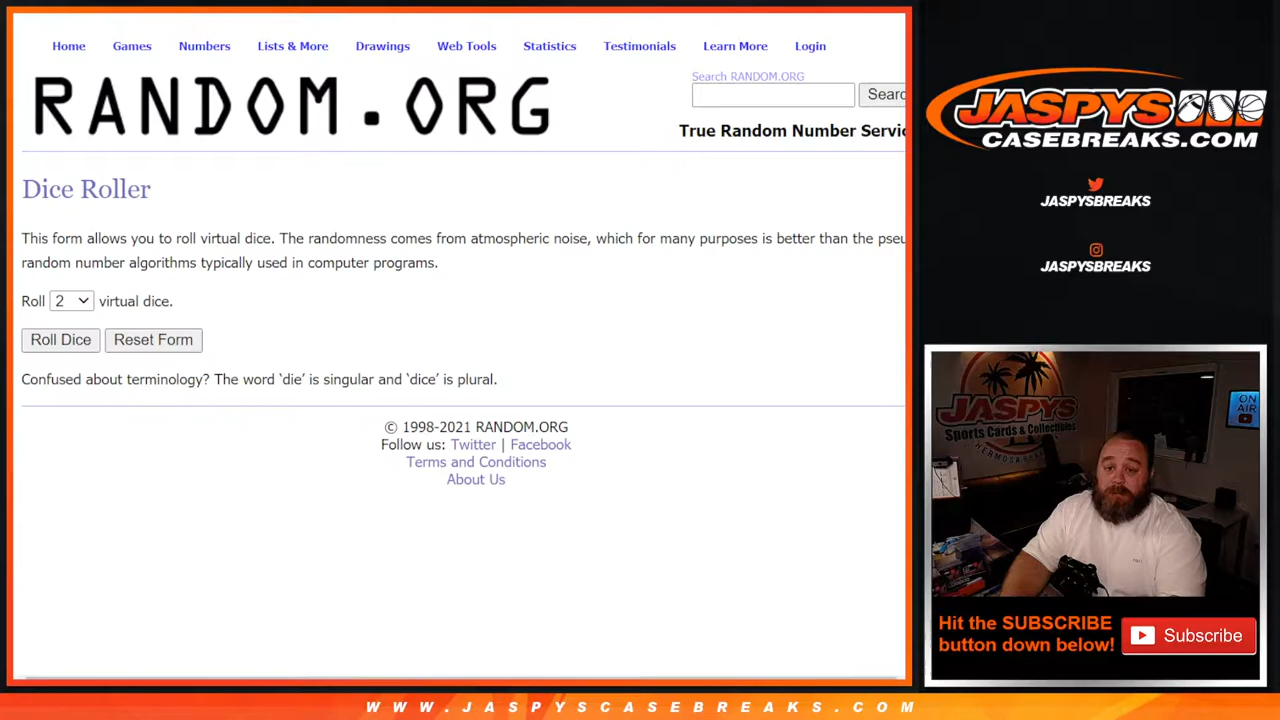 Home Games Numbers Lists & More Drawings Web Tools Statistics Testimonials Learn More Login
RANDOM.ORG
Search RANDOM.ORG
Searc
True Random Number Servic
Dice Roller
This form allows you to roll virtual dice. The randomness comes from atmospheric noise, which for many purposes is better than the pseu
random number algorithms typically used in computer programs.
Roll 2 virtual dice.
Roll Dice Reset Form
Confused about terminology? The word ‘die’ is singular and ‘dice’ is plural.
© 1998-2021 RANDOM.ORG
Follow us: Twitter | Facebook
Terms and Conditions
About Us
JASPYS
CASEBREAKS.COM
JASPYSBREAKS
JASPYSBREAKS
JASPYS
Sports Cards & Collectibles
HERMOSA
ON
AIR
Hit the SUBSCRIBE
button down below!
Subscribe
WWW.JASPYSCASEBREAKS.COM